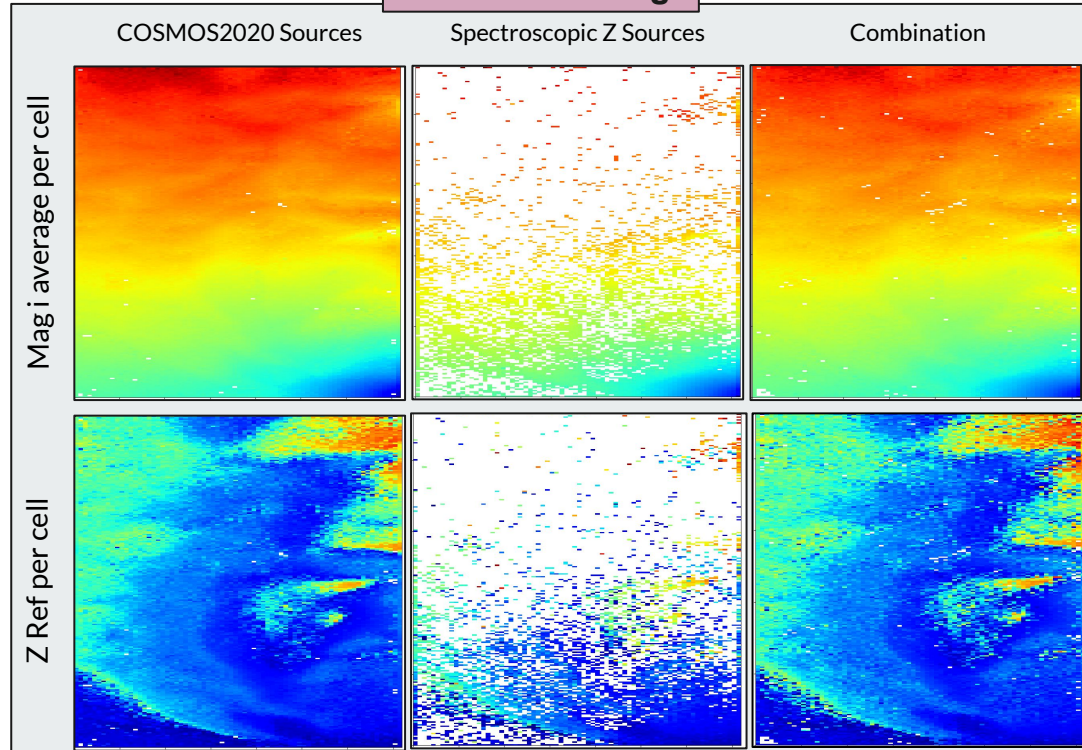 COSMOS2020 Sources
Spectroscopic Z Sources
Combination
Mag i average per cell
Z Ref per cell